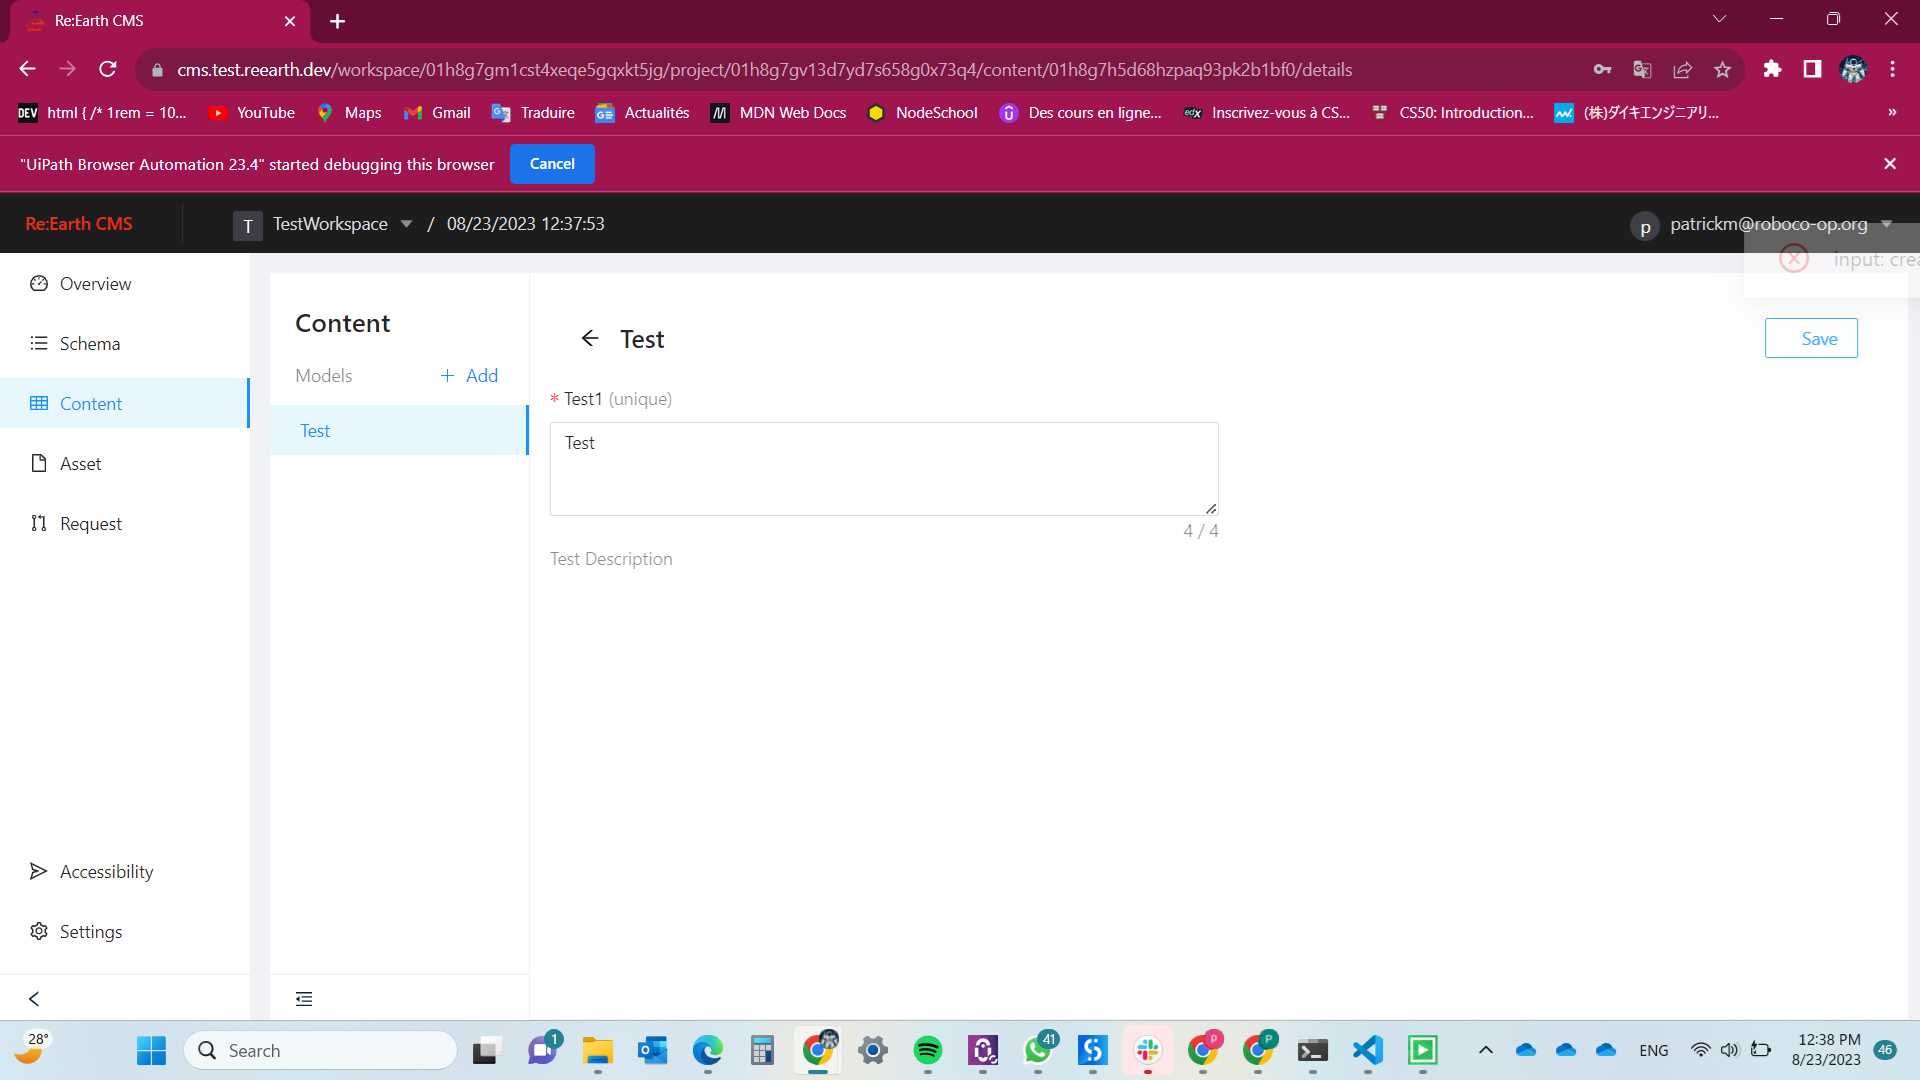 Re:Earth CMS
cms.test.reearth.dev/workspace/01h8g7gm1cst4xeqe5gqxkt5jg/project/01h8g7gv13d7yd7s658g0x73q4/content/01h8g7h5d68hzpaq93pk2b1bf0/details
DEV html { /* 1rem = 10... YouTube Maps Gmail Traduire Actualités MDN Web Docs NodeSchool Des cours en ligne... Inscrivez-vous à CS... CS50: Introduction... (株)ダイキエンジニアリ... »
"UiPath Browser Automation 23.4" started debugging this browser Cancel
Re:Earth CMS T TestWorkspace / 08/23/2023 12:37:53 p patrickm@roboco-op.org
input: crea
Overview
Schema
Content
Asset
Request
Accessibility
Settings
Content
Models + Add
Test
Test
Save
* Test1 (unique)
Test
4 / 4
Test Description
28° Search 1 41 P P ENG 12:38 PM 46
8/23/2023